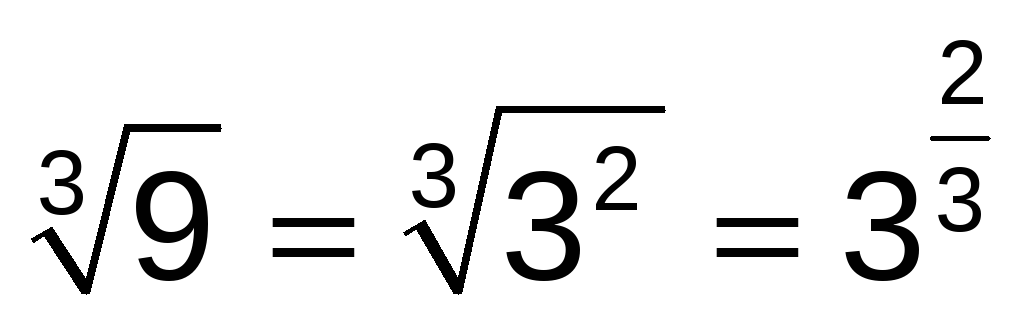 ∛9 = ∛3² = 3^(2/3)